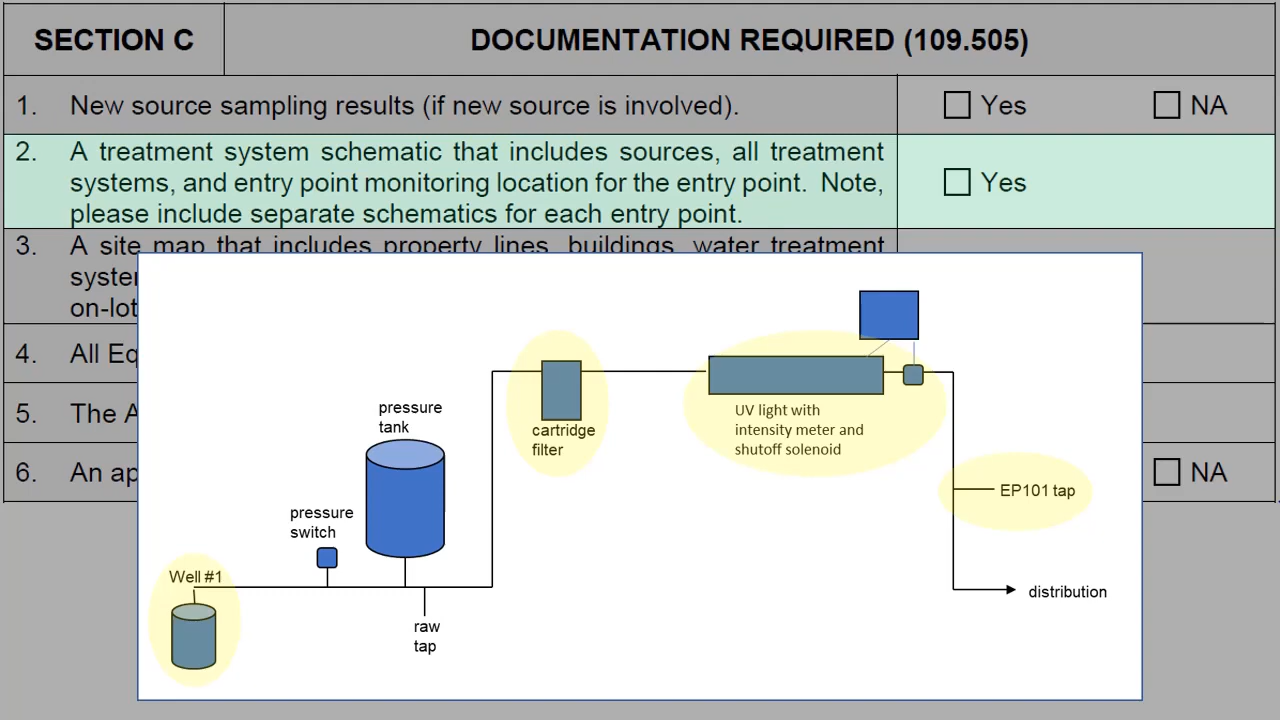 SECTION C
DOCUMENTATION REQUIRED (109.505)
1. New source sampling results (if new source is involved).
Yes
NA
2. A treatment system schematic that includes sources, all treatment
systems, and entry point monitoring location for the entry point. Note,
please include separate schematics for each entry point.
Yes
3. A site map that includes property lines, buildings, water treatment
on-lot
4. All
5. The
6. An
NA
pressure
tank
cartridge
filter
UV light with
intensity meter and
shutoff solenoid
EP101 tap
pressure
switch
Well #1
distribution
raw
tap